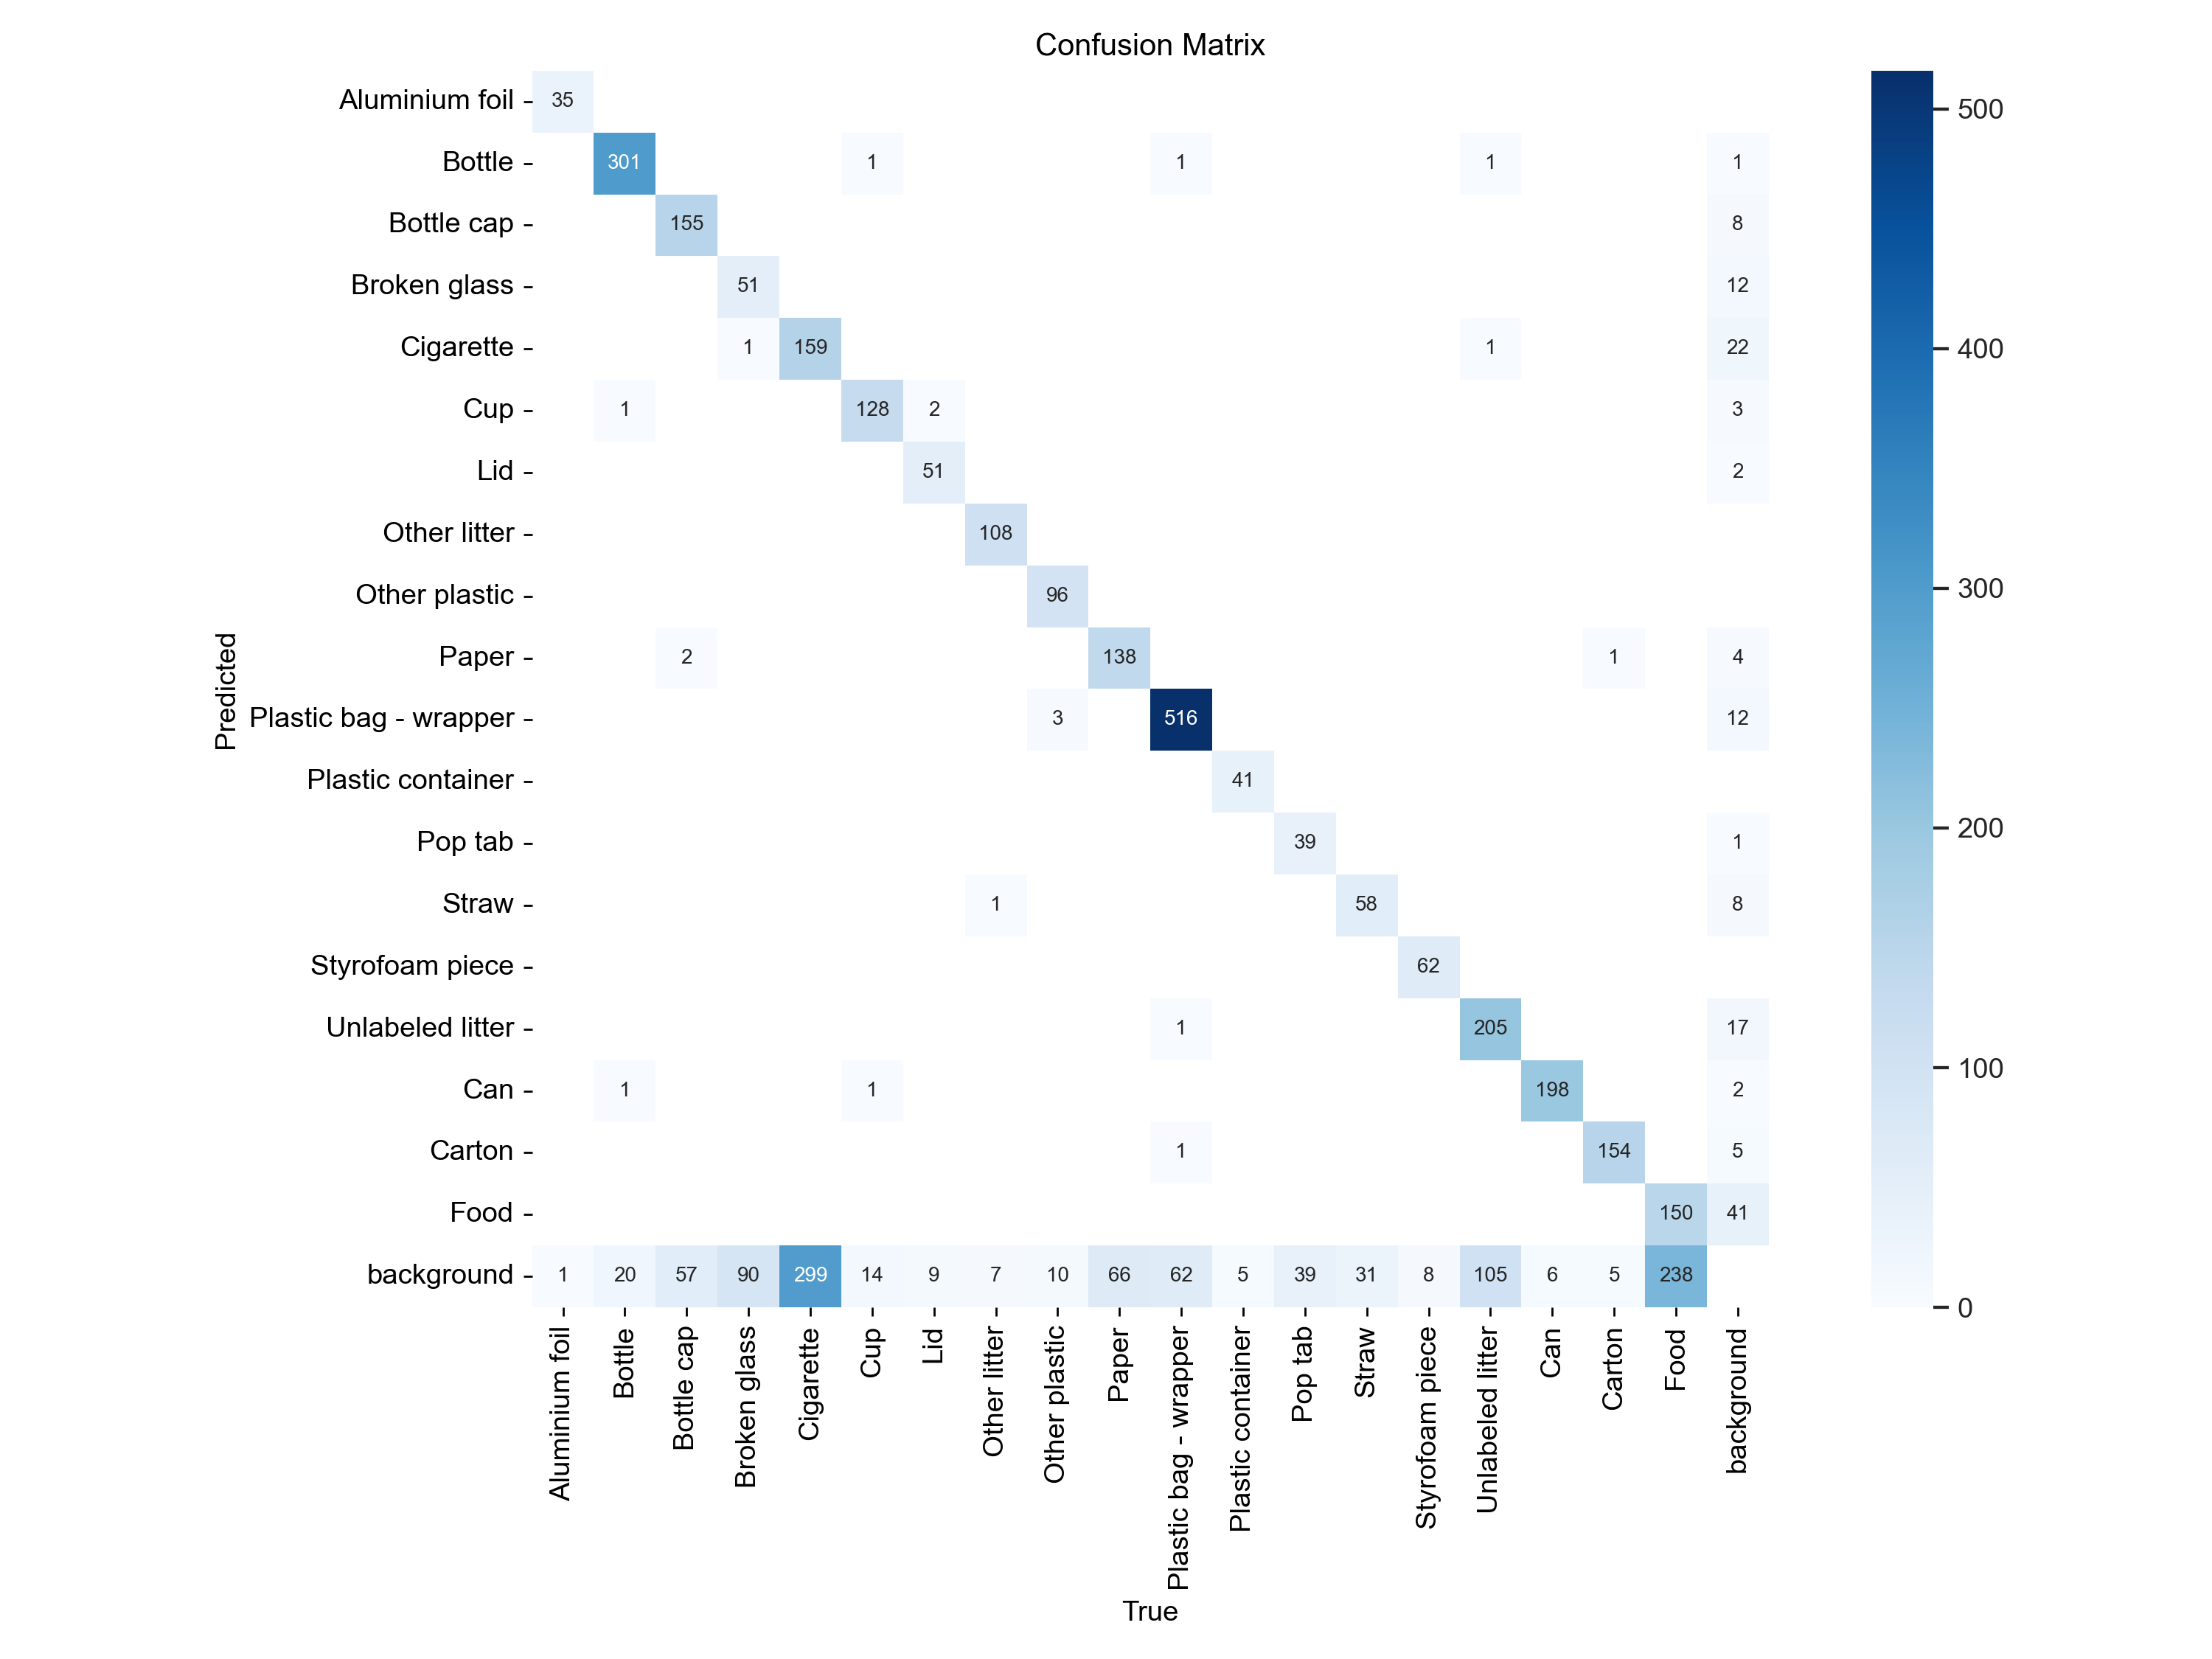 Confusion Matrix
Aluminium foil 35
Bottle 301 1 1 1 1
Bottle cap 155 8
Broken glass 51 12
Cigarette 1 159 1 22
Cup 1 128 2 3
Lid 51 2
Other litter 108
Other plastic 96
Paper 2 138 1 4
Plastic bag - wrapper 3 516 12
Plastic container 41
Pop tab 39 1
Straw 1 58 8
Styrofoam piece 62
Unlabeled litter 1 205 17
Can 1 1 198 2
Carton 1 154 5
Food 150 41
background 1 20 57 90 299 14 9 7 10 66 62 5 39 31 8 105 6 5 238
Predicted
Aluminium foil
Bottle
Bottle cap
Broken glass
Cigarette
Cup
Lid
Other litter
Other plastic
Paper
Plastic bag - wrapper
Plastic container
Pop tab
Straw
Styrofoam piece
Unlabeled litter
Can
Carton
Food
background
True
500
400
300
200
100
0